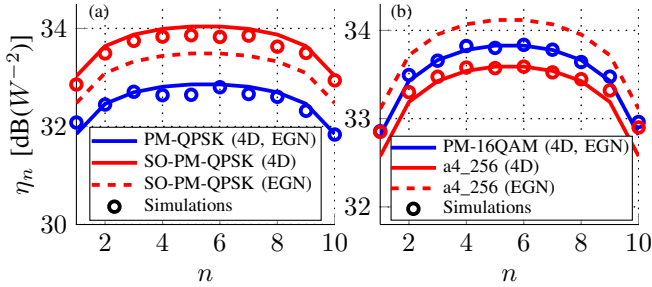 (a)
34
32
30
ηn [dB(W⁻²)]
2 4 6 8 10
n
PM-QPSK (4D, EGN)
SO-PM-QPSK (4D)
SO-PM-QPSK (EGN)
Simulations
(b)
34
33
32
2 4 6 8 10
n
PM-16QAM (4D, EGN)
a4_256 (4D)
a4_256 (EGN)
Simulations